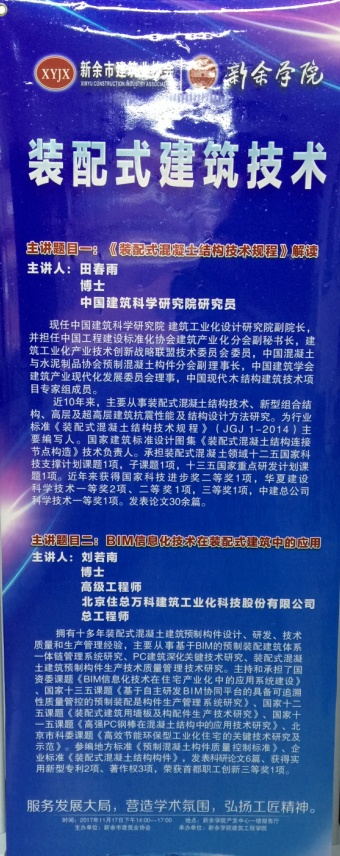 XYJX 新余市建筑业协会 新余学院
XINYU CONSTRUCTION INDUSTRY ASSOCIATION
装配式建筑技术
主讲题目一：《装配式混凝土结构技术规程》解读
主讲人：田春雨
博士
中国建筑科学研究院研究员
现任中国建筑科学研究院 建筑工业化设计研究院副院长，
并担任中国工程建设标准化协会建筑产业化分会副秘书长，建
筑工业化产业技术创新战略联盟技术委员会委员，中国混凝土
与水泥制品协会预制混凝土构件分会副理事长，中国建筑学会
建筑产业现代化发展委员会理事，中国现代木结构建筑技术项
目专家组成员。
近10年来，主要从事装配式混凝土结构技术、新型组合结
构、高层及超高层建筑抗震性能及结构设计方法研究。为行业
标准《装配式混凝土结构技术规程》（JGJ 1-2014）主
要编写人。国家建筑标准设计图集《装配式混凝土结构连接
节点构造》技术负责人。承担装配式混凝土领域十二五国家科
技支撑计划课题1项，子课题1项，十三五国家重点研发计划课
题1项。近年来获得国家科技进步奖二等奖1项，华夏建设
科学技术一等奖2项、二等奖1项，三等奖1项，中建总公司
科学技术一等奖1项。发表论文30余篇。
主讲题目二：BIM信息化技术在装配式建筑中的应用
主讲人：刘若南
博士
高级工程师
北京住总万科建筑工业化科技股份有限公司
总工程师
拥有十多年装配式混凝土建筑预制构件设计、研发、技术
质量和生产管理经验，主要从事基于BIM的预制装配建筑体系
一体链管理系统研究、PC建筑深化关键技术研究、装配式混
凝土建筑预制构件生产技术质量管理技术研究。主持和承担了国
资委课题《BIM信息化技术在住宅产业化中的应用系统建设》
、国家十三五课题《基于自主研发BIM协同平台的具备可追溯
性质量管控的预制装配是构件生产管理系统研究》、国家十二
五课题《装配式建筑用墙板及构配件生产技术研究》、国家十
一五课题《高强PC钢棒在混凝土结构中的应用技术研究》、北
京市科委课题《高效节能环保型工业化住宅的关键技术研究及
示范》。参编地方标准《预制混凝土构件质量控制标准》、企
业标准《装配式混凝土结构构件》，发表科研论文6篇、获得实
用新型专利2项、著作权3项，荣获首都职工创新三等奖1项。
服务发展大局，营造学术氛围，弘扬工匠精神。
时间：2017年11月17日下午14:00--17:00 地点：新余学院产发中心一楼报告厅
主办单位：新余市建筑业协会 承办单位：新余学院建筑工程学院